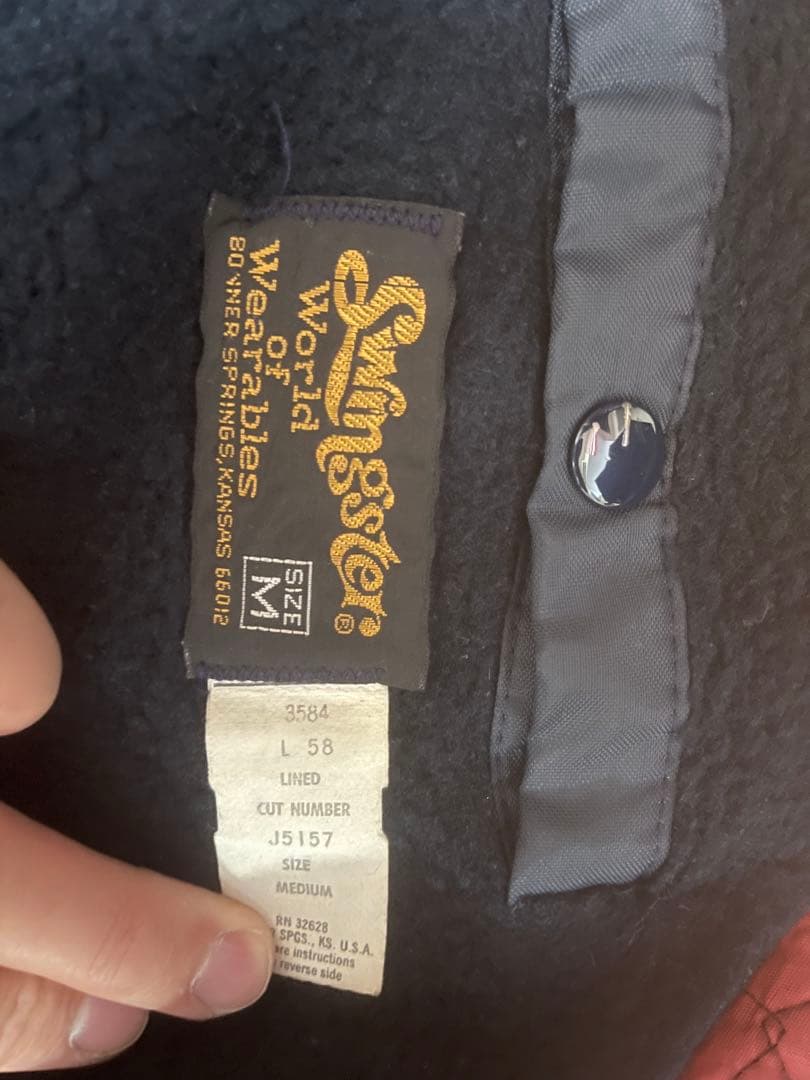 Swingster®
World
of
Wearables
BONNER SPRINGS, KANSAS 66012
SIZE
M
3584
L 58
LINED
CUT NUMBER
J5157
SIZE
MEDIUM
RN 32628
SPGS., KS. U.S.A.
instructions
reverse side